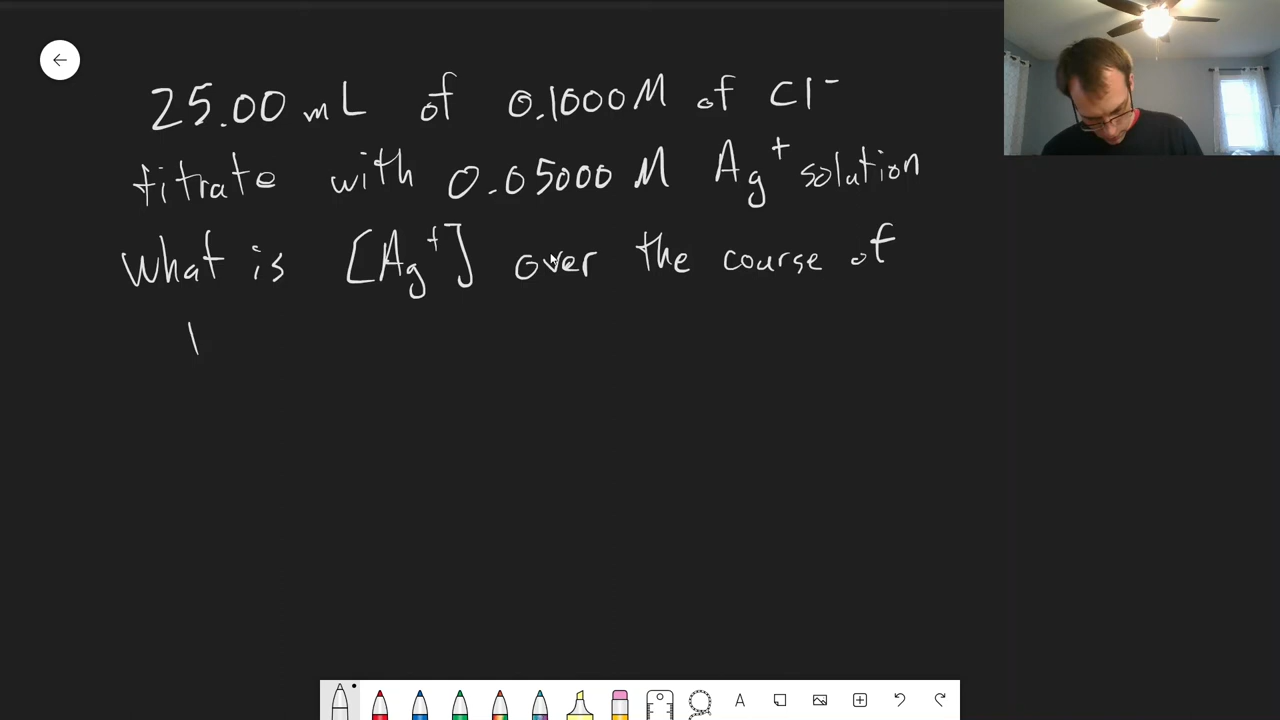 25.00 mL of 0.1000 M of Cl⁻
titrate with 0.05000 M Ag⁺ solution
What is [Ag⁺] over the course of
A